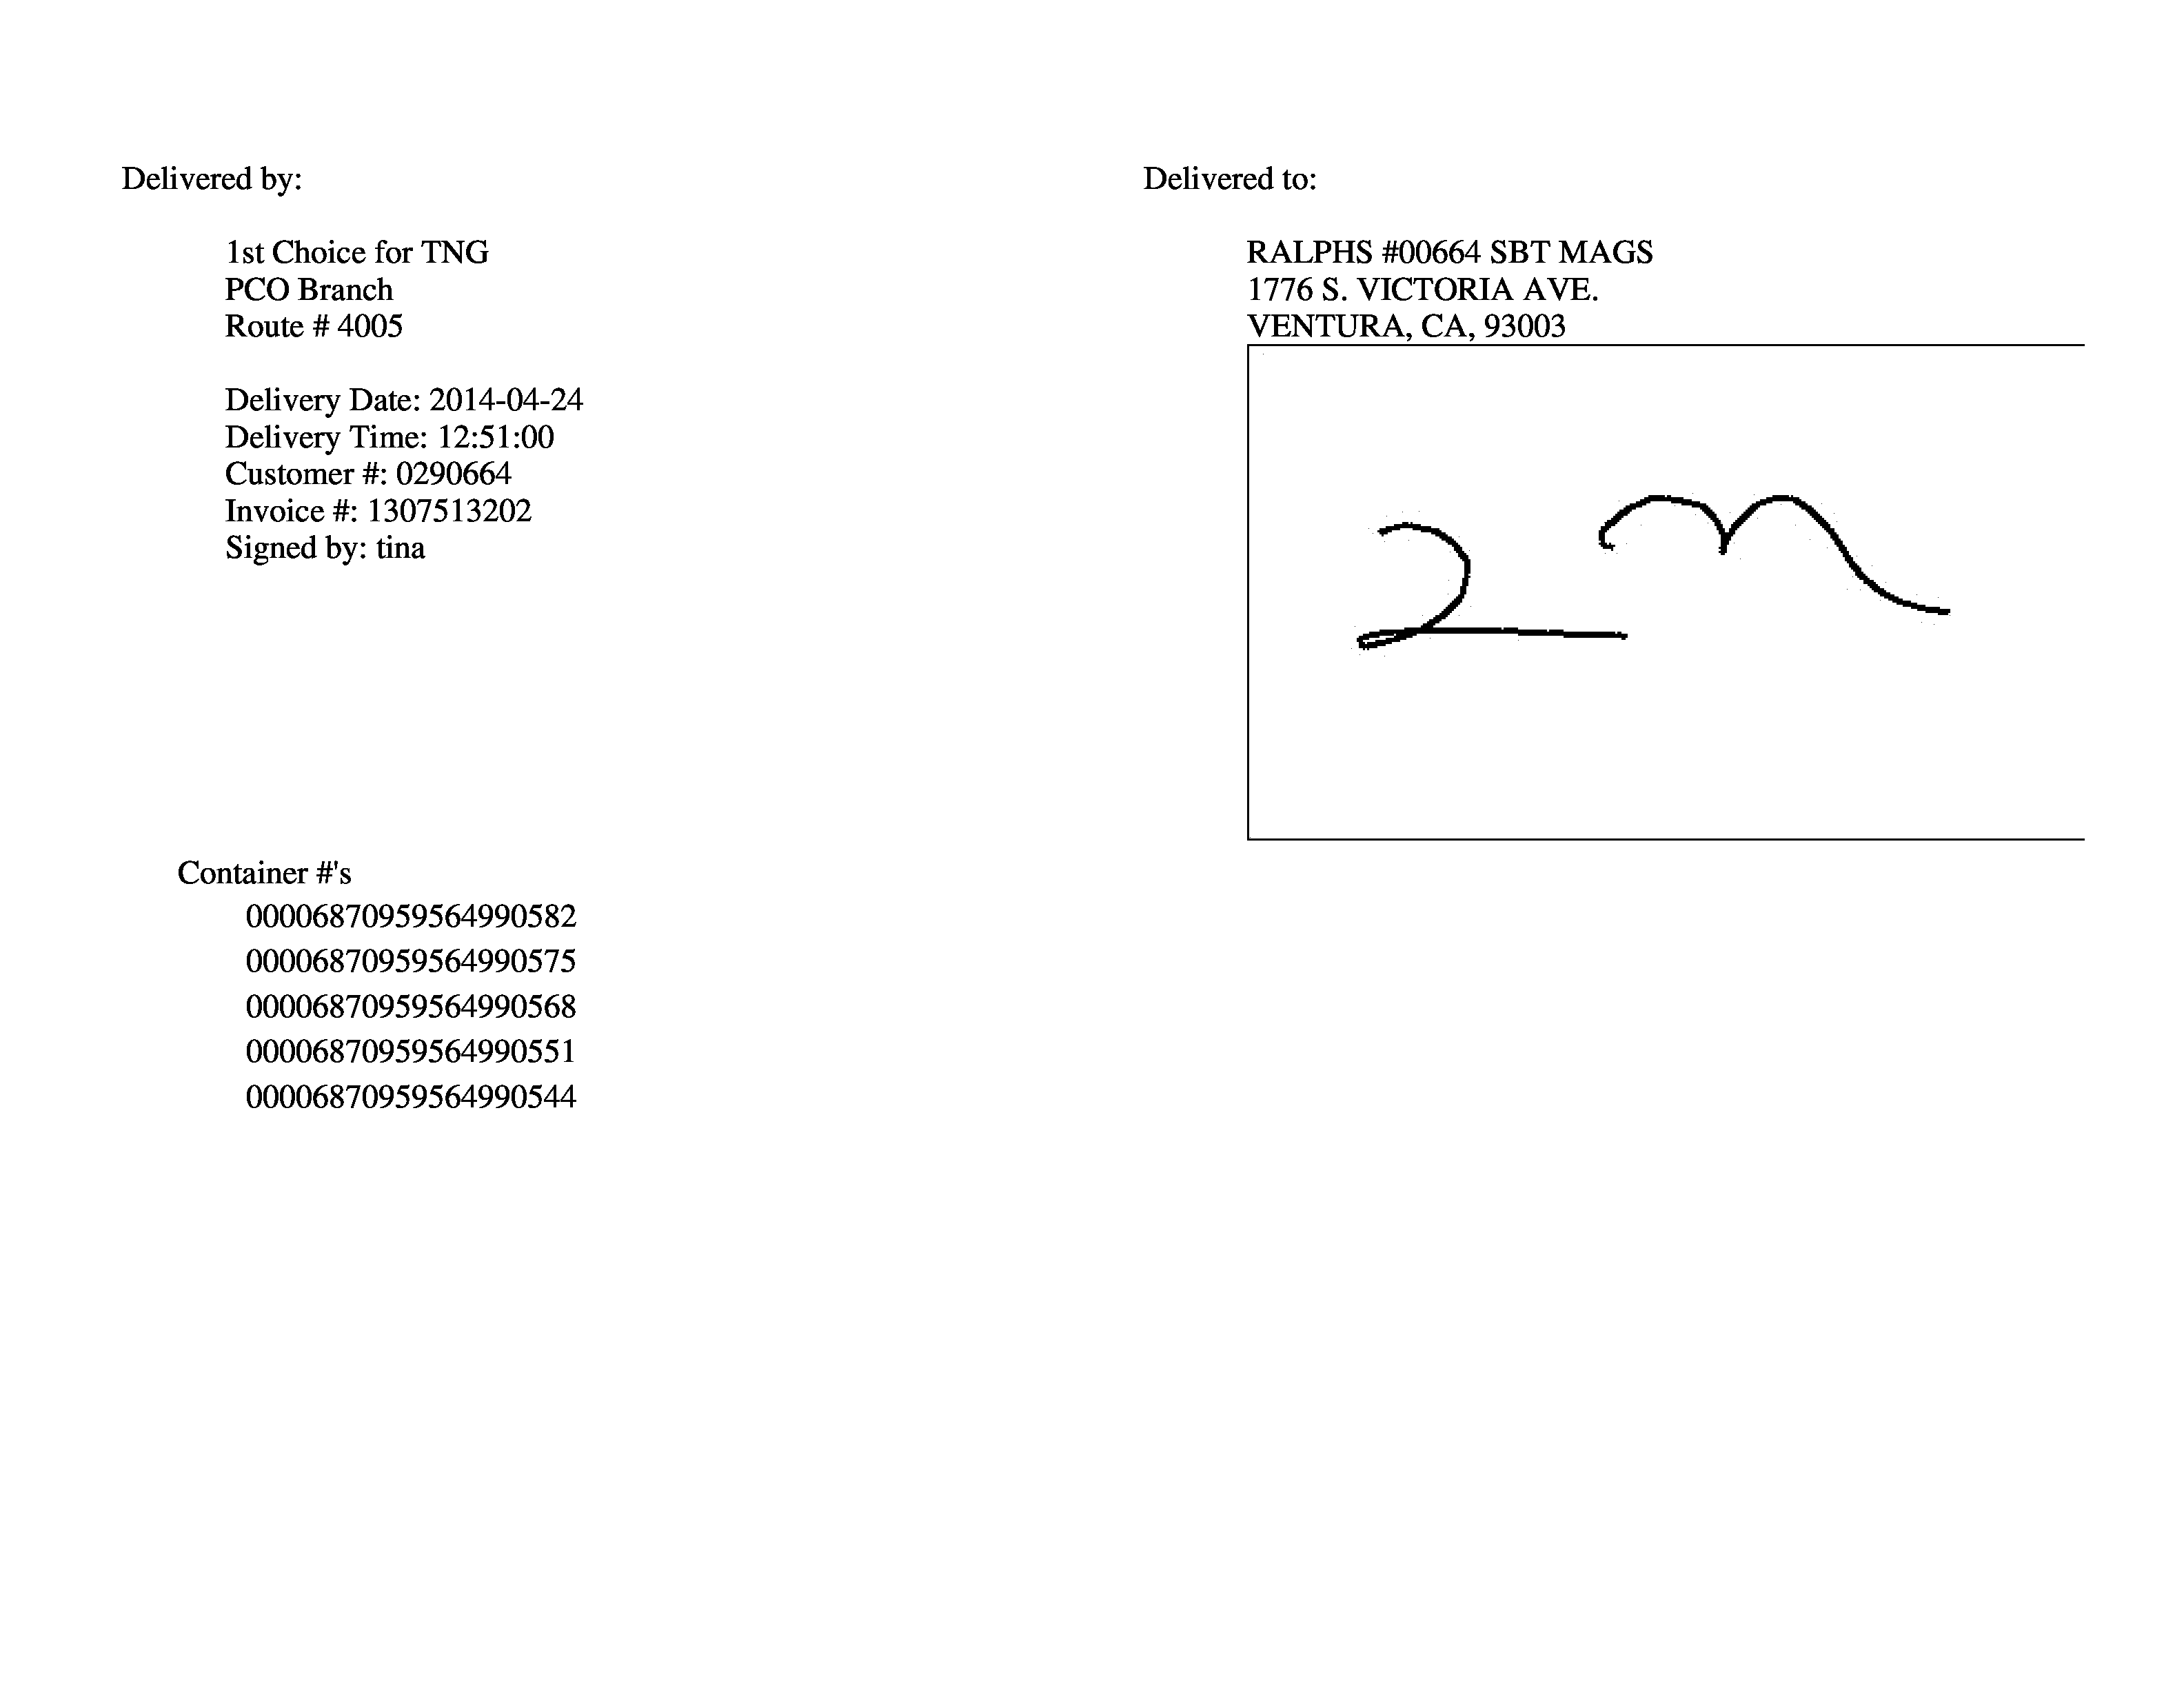 Delivered by:
1st Choice for TNG
PCO Branch
Route # 4005
Delivery Date: 2014-04-24
Delivery Time: 12:51:00
Customer #: 0290664
Invoice #: 1307513202
Signed by: tina
Delivered to:
RALPHS #00664 SBT MAGS
1776 S. VICTORIA AVE.
VENTURA, CA, 93003
Container #'s
00006870959564990582
00006870959564990575
00006870959564990568
00006870959564990551
00006870959564990544